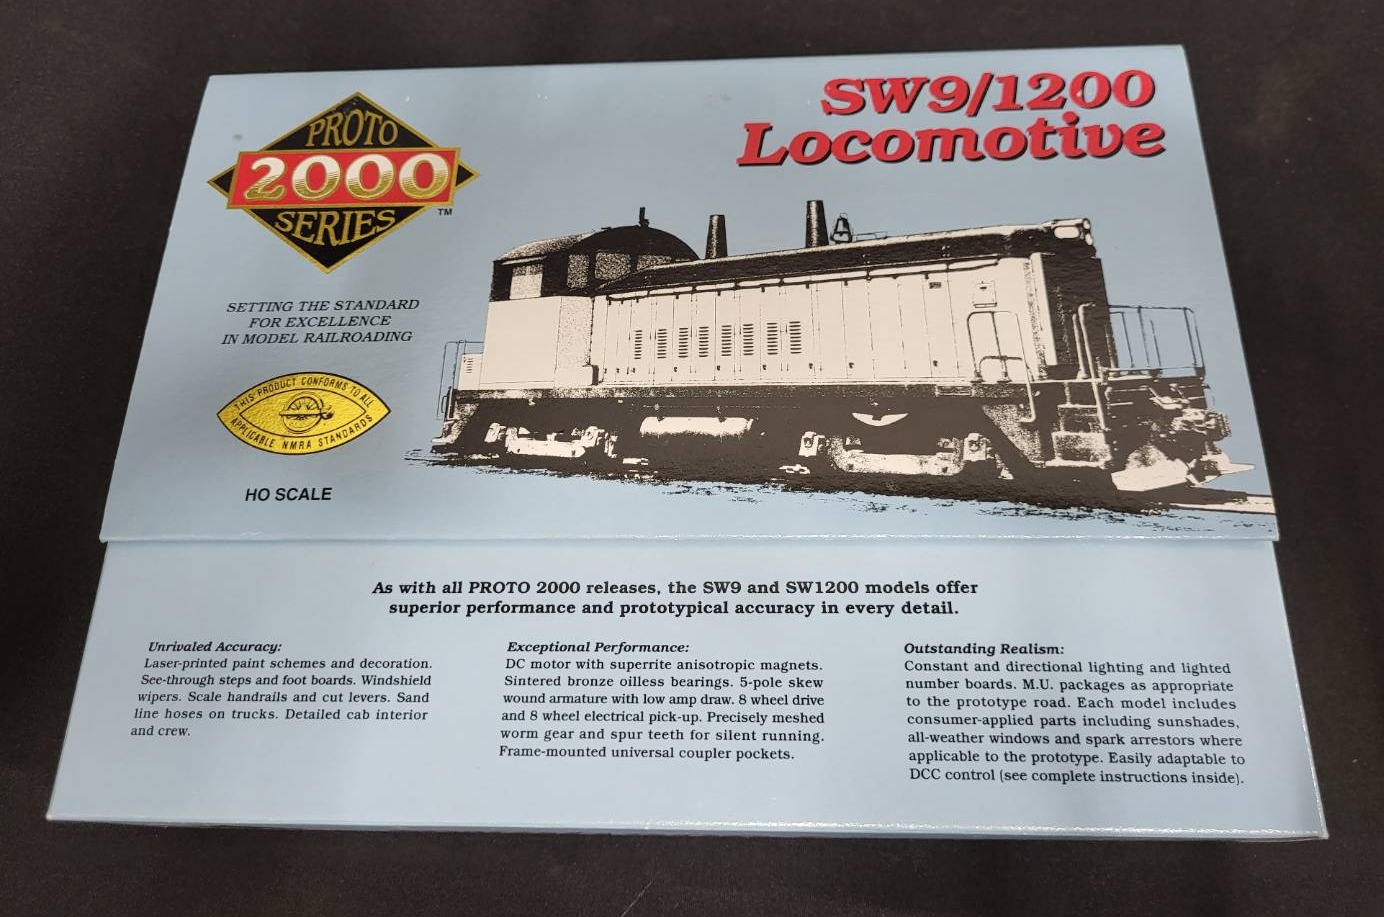 PROTO
2000
SERIES
TM
SW9/1200
Locomotive
SETTING THE STANDARD
FOR EXCELLENCE
IN MODEL RAILROADING
THIS PRODUCT CONFORMS TO ALL
APPLICABLE NMRA STANDARDS
HO SCALE
As with all PROTO 2000 releases, the SW9 and SW1200 models offer
superior performance and prototypical accuracy in every detail.
Unrivaled Accuracy:
Laser-printed paint schemes and decoration.
See-through steps and foot boards. Windshield
wipers. Scale handrails and cut levers. Sand
line hoses on trucks. Detailed cab interior
and crew.
Exceptional Performance:
DC motor with superrite anisotropic magnets.
Sintered bronze oilless bearings. 5-pole skew
wound armature with low amp draw. 8 wheel drive
and 8 wheel electrical pick-up. Precisely meshed
worm gear and spur teeth for silent running.
Frame-mounted universal coupler pockets.
Outstanding Realism:
Constant and directional lighting and lighted
number boards. M.U. packages as appropriate
to the prototype road. Each model includes
consumer-applied parts including sunshades,
all-weather windows and spark arrestors where
applicable to the prototype. Easily adaptable to
DCC control (see complete instructions inside).